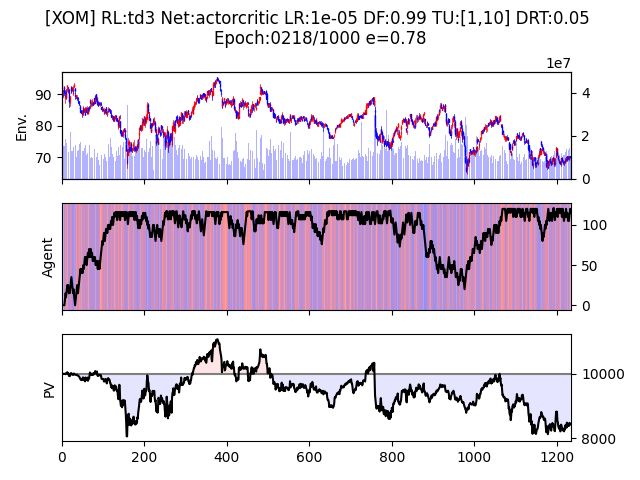 [XOM] RL:td3 Net:actorcritic LR:1e-05 DF:0.99 TU:[1,10] DRT:0.05
Epoch:0218/1000 e=0.78
1e7
Env.
90
80
70
4
2
0
Agent
100
50
0
PV
10000
8000
0 200 400 600 800 1000 1200